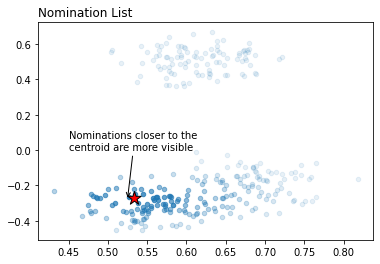 Nomination List
0.6
0.4
0.2
0.0
−0.2
−0.4
Nominations closer to the
centroid are more visible
0.45 0.50 0.55 0.60 0.65 0.70 0.75 0.80